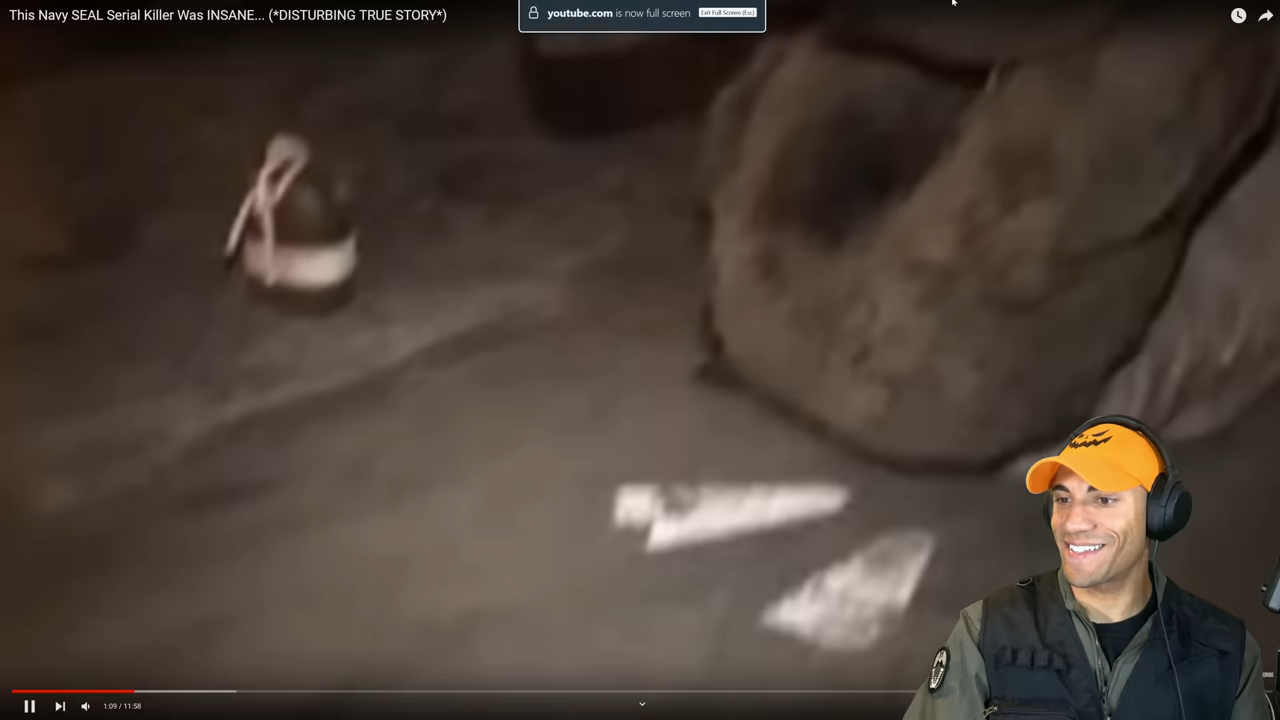 This Navy SEAL Serial Killer Was INSANE... (*DISTURBING TRUE STORY*)
youtube.com is now full screen
Exit Full Screen (Esc)
1:09 / 11:58